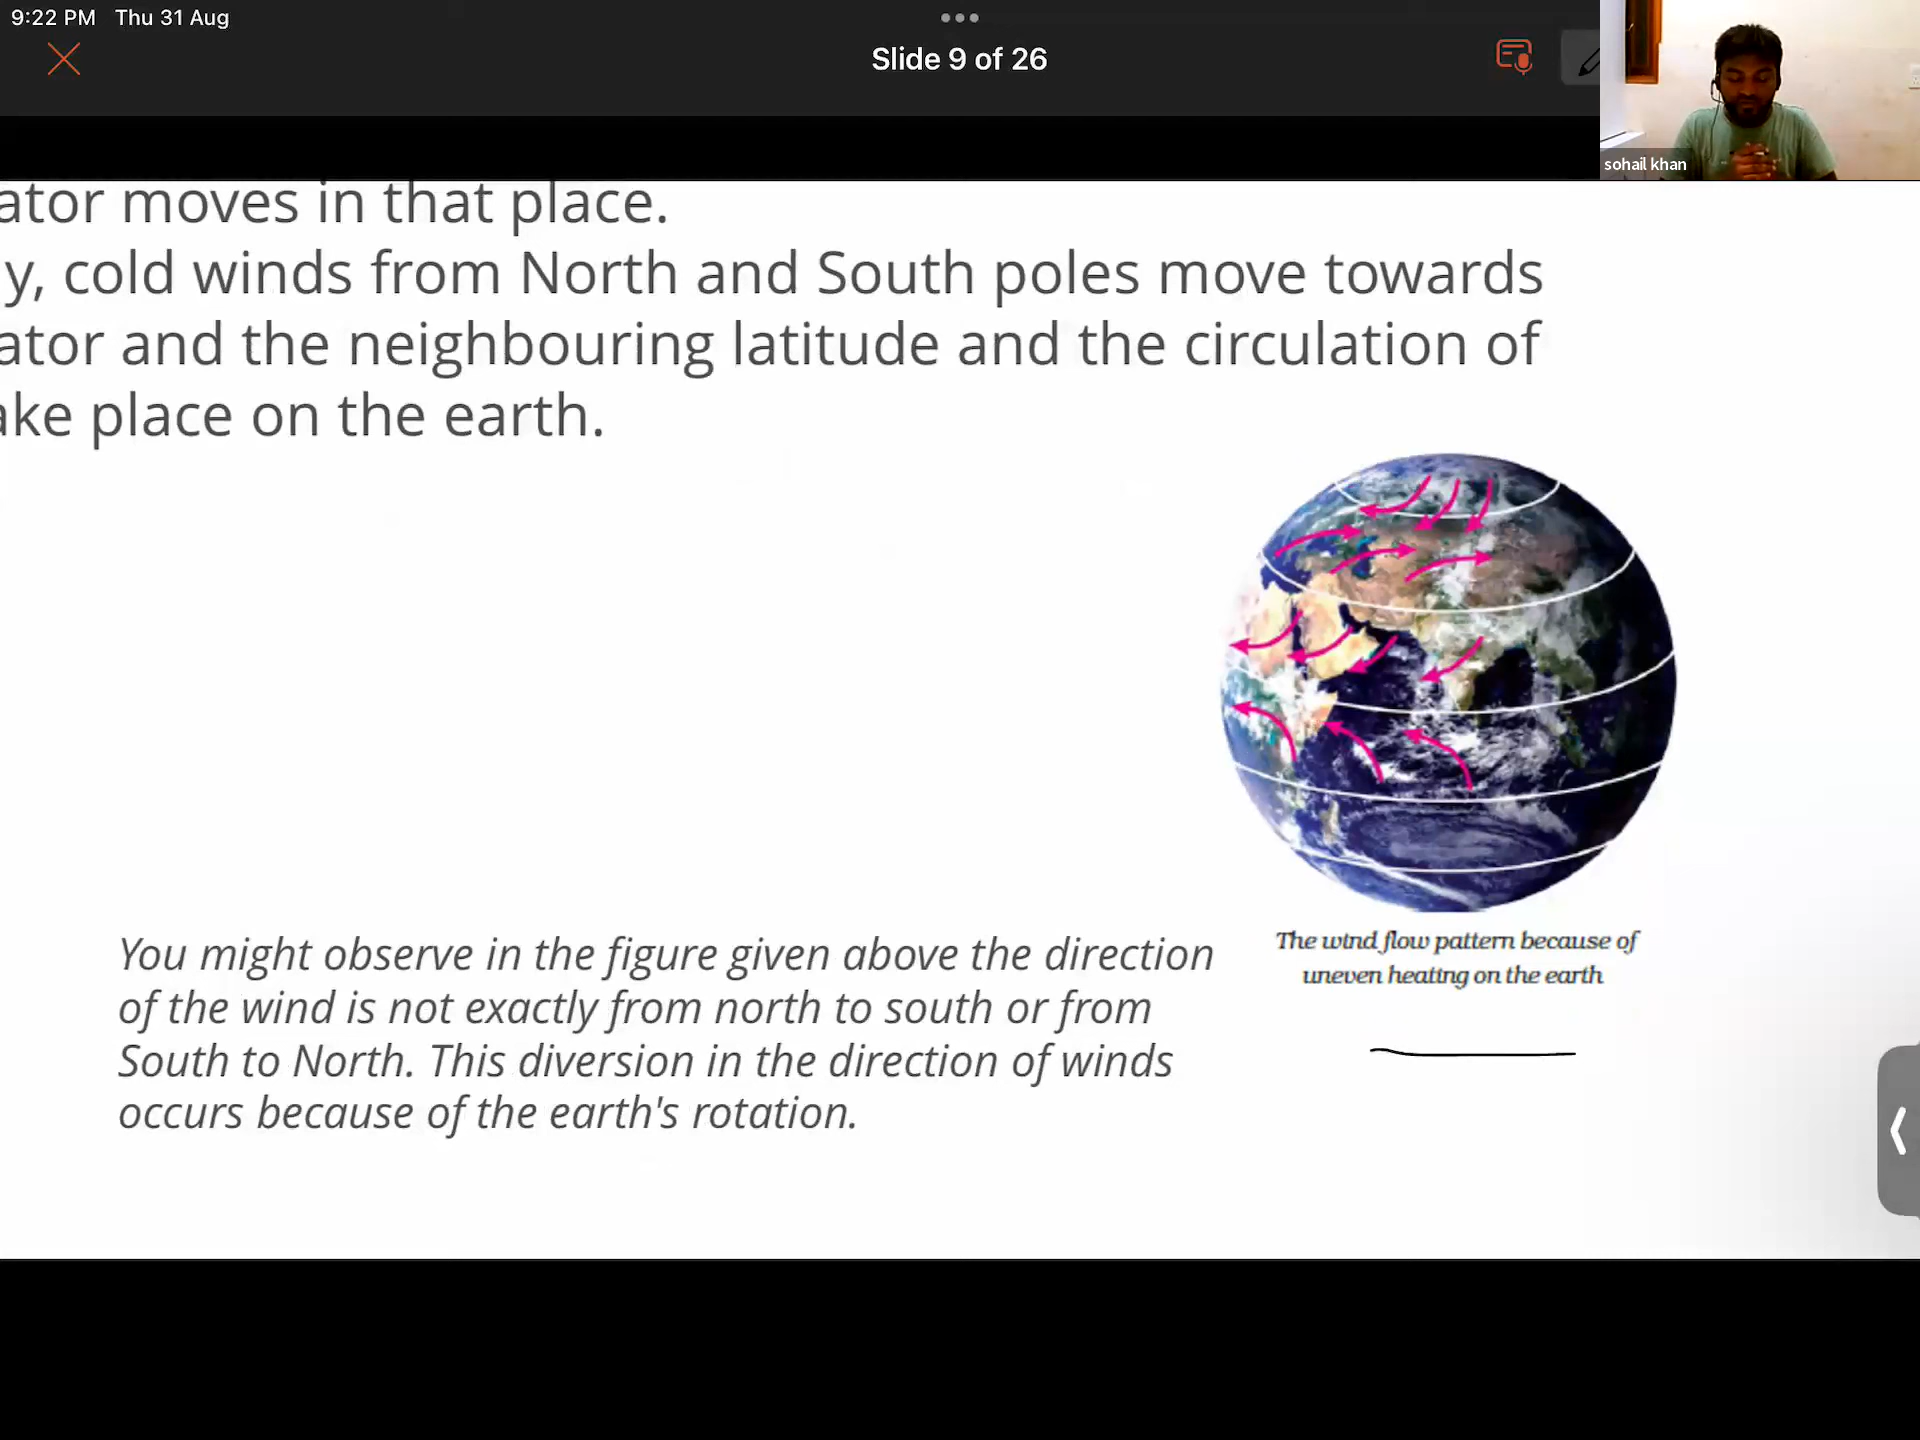 9:22 PM Thu 31 Aug
Slide 9 of 26
sohail khan
ator moves in that place.
y, cold winds from North and South poles move towards
ator and the neighbouring latitude and the circulation of
ake place on the earth.
The wind flow pattern because of
uneven heating on the earth
You might observe in the figure given above the direction
of the wind is not exactly from north to south or from
South to North. This diversion in the direction of winds
occurs because of the earth's rotation.